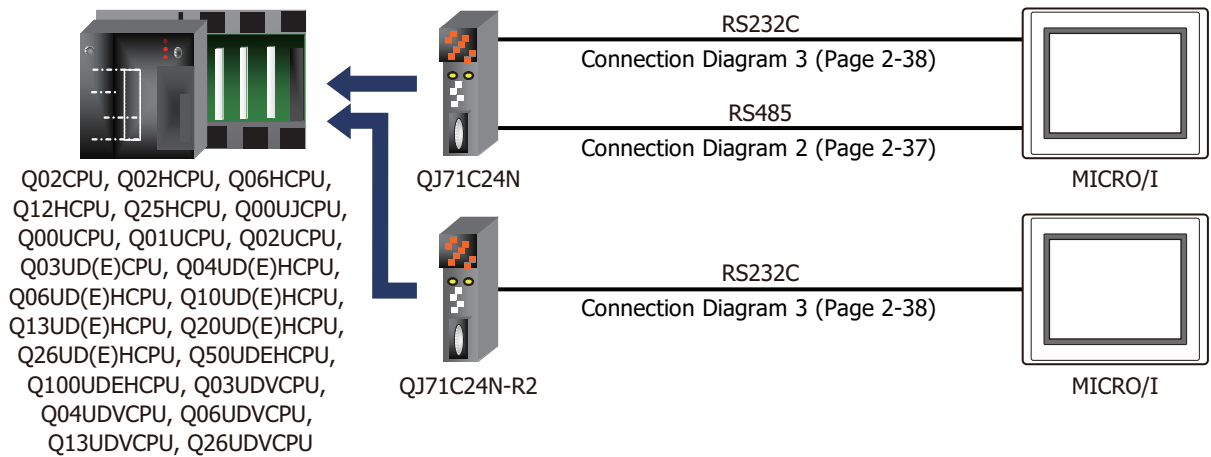 RS232C
Connection Diagram 3 (Page 2-38)
RS485
Connection Diagram 2 (Page 2-37)
QJ71C24N
MICRO/I
Q02CPU, Q02HCPU, Q06HCPU,
Q12HCPU, Q25HCPU, Q00UJCPU,
Q00UCPU, Q01UCPU, Q02UCPU,
Q03UD(E)CPU, Q04UD(E)HCPU,
Q06UD(E)HCPU, Q10UD(E)HCPU,
Q13UD(E)HCPU, Q20UD(E)HCPU,
Q26UD(E)HCPU, Q50UDEHCPU,
Q100UDEHCPU, Q03UDVCPU,
Q04UDVCPU, Q06UDVCPU,
Q13UDVCPU, Q26UDVCPU
RS232C
Connection Diagram 3 (Page 2-38)
QJ71C24N-R2
MICRO/I